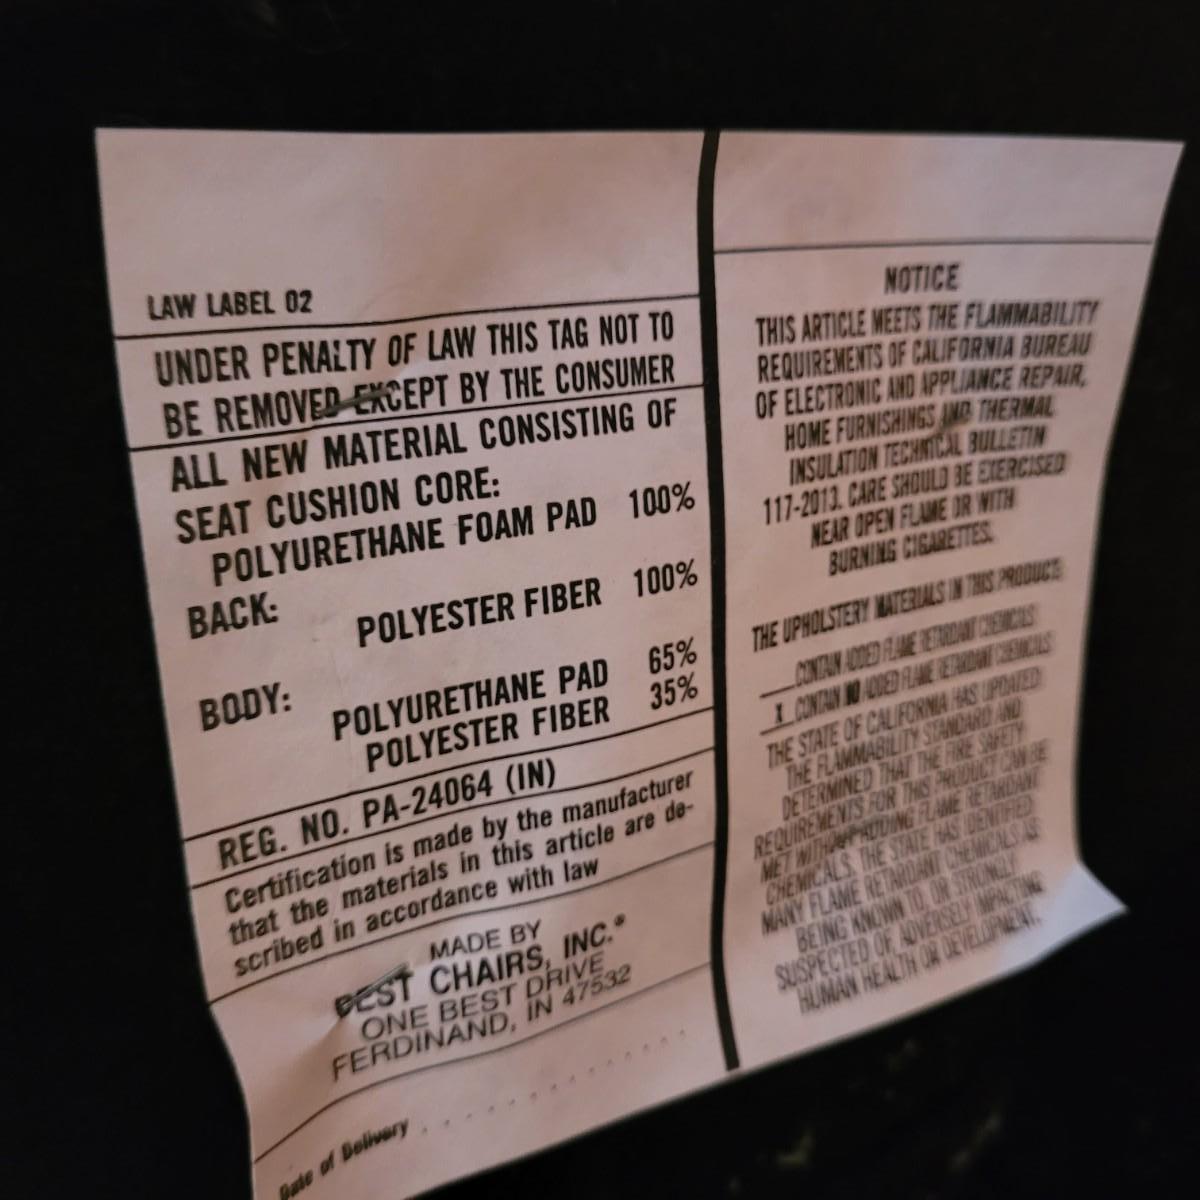 LAW LABEL 02
UNDER PENALTY OF LAW THIS TAG NOT TO
BE REMOVED EXCEPT BY THE CONSUMER
ALL NEW MATERIAL CONSISTING OF
SEAT CUSHION CORE:
POLYURETHANE FOAM PAD 100%
BACK:
POLYESTER FIBER 100%
BODY:
POLYURETHANE PAD 65%
POLYESTER FIBER 35%
REG. NO. PA-24064 (IN)
Certification is made by the manufacturer
that the materials in this article are de-
scribed in accordance with law
MADE BY
BEST CHAIRS, INC.®
ONE BEST DRIVE
FERDINAND, IN 47532
Date of Delivery . . . . . . . . . . . . . .
NOTICE
THIS ARTICLE MEETS THE FLAMMABILITY
REQUIREMENTS OF CALIFORNIA BUREAU
OF ELECTRONIC AND APPLIANCE REPAIR,
HOME FURNISHINGS AND THERMAL
INSULATION TECHNICAL BULLETIN
117-2013. CARE SHOULD BE EXERCISED
NEAR OPEN FLAME OR WITH
BURNING CIGARETTES.
THE UPHOLSTERY MATERIALS IN THIS PRODUCT:
___CONTAIN ADDED FLAME RETARDANT CHEMICALS
_X_CONTAIN NO ADDED FLAME RETARDANT CHEMICALS
THE STATE OF CALIFORNIA HAS UPDATED
THE FLAMMABILITY STANDARD AND
DETERMINED THAT THE FIRE SAFETY
REQUIREMENTS FOR THIS PRODUCT CAN BE
MET WITHOUT ADDING FLAME RETARDANT
CHEMICALS. THE STATE HAS IDENTIFIED
MANY FLAME RETARDANT CHEMICALS AS
BEING KNOWN TO, OR STRONGLY
SUSPECTED OF, ADVERSELY IMPACTING
HUMAN HEALTH OR DEVELOPMENT.